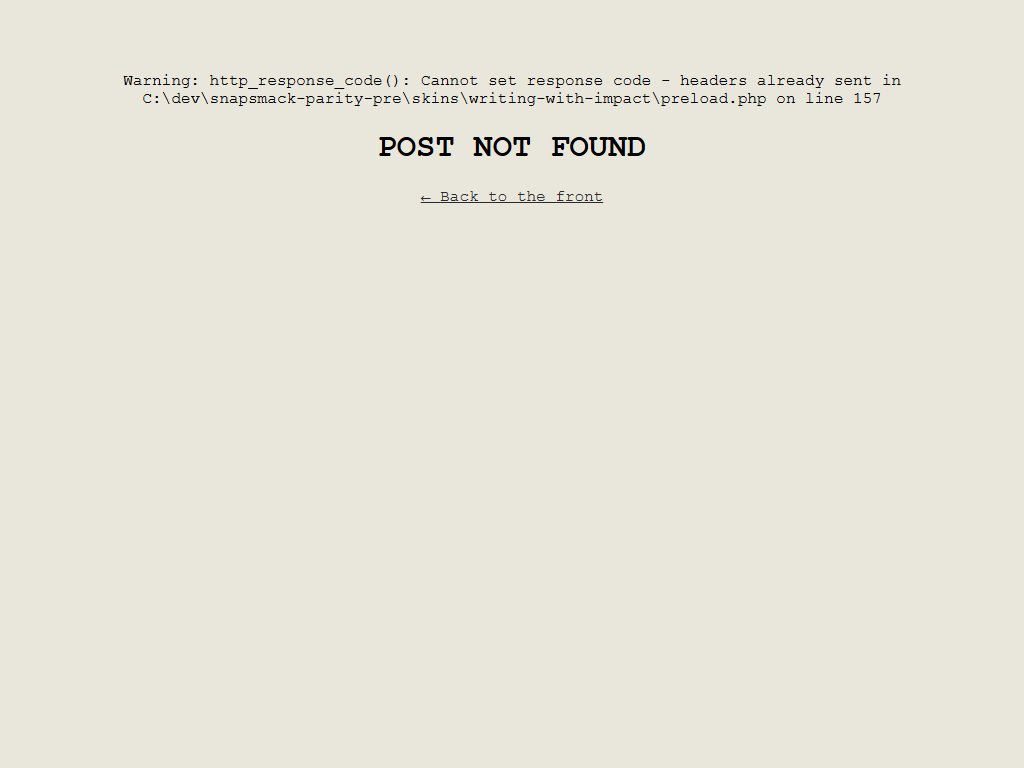 Warning: http_response_code(): Cannot set response code - headers already sent in
C:\dev\snapsmack-parity-pre\skins\writing-with-impact\preload.php on line 157
POST NOT FOUND
← Back to the front